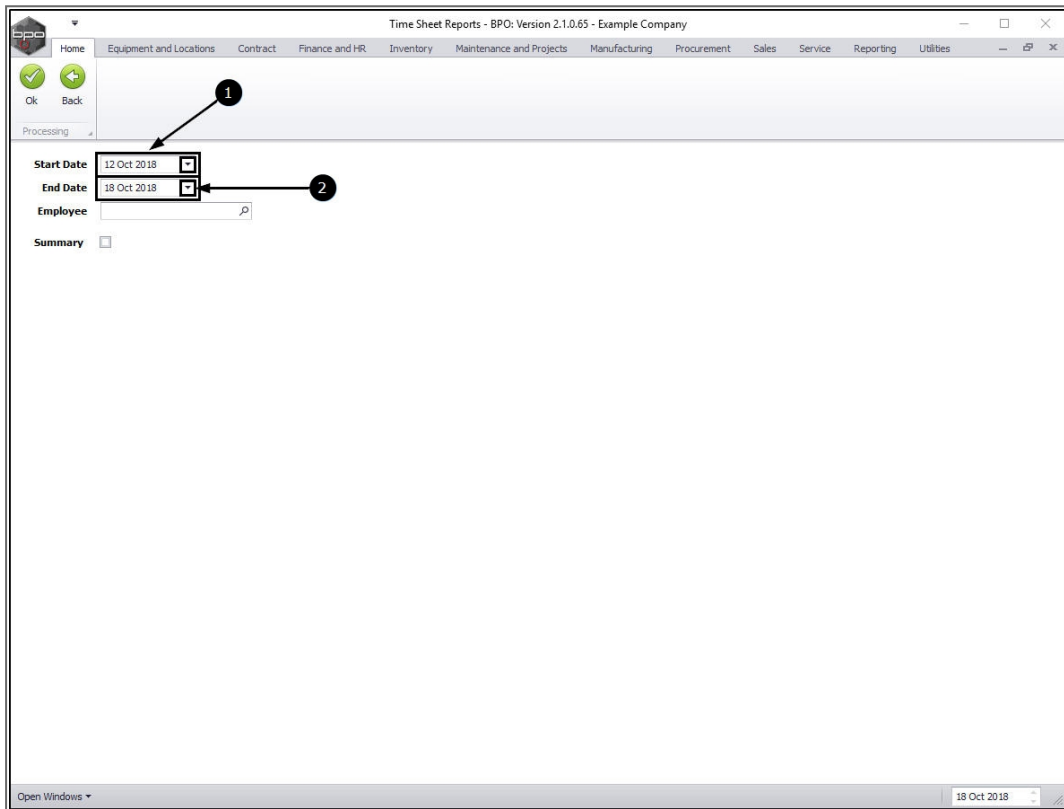 Time Sheet Reports - BPO: Version 2.1.0.65 - Example Company
bpo
Home Equipment and Locations Contract Finance and HR Inventory Maintenance and Projects Manufacturing Procurement Sales Service Reporting Utilities
Ok Back
Processing
1
Start Date 12 Oct 2018
End Date 18 Oct 2018 2
Employee
Summary
Open Windows 18 Oct 2018